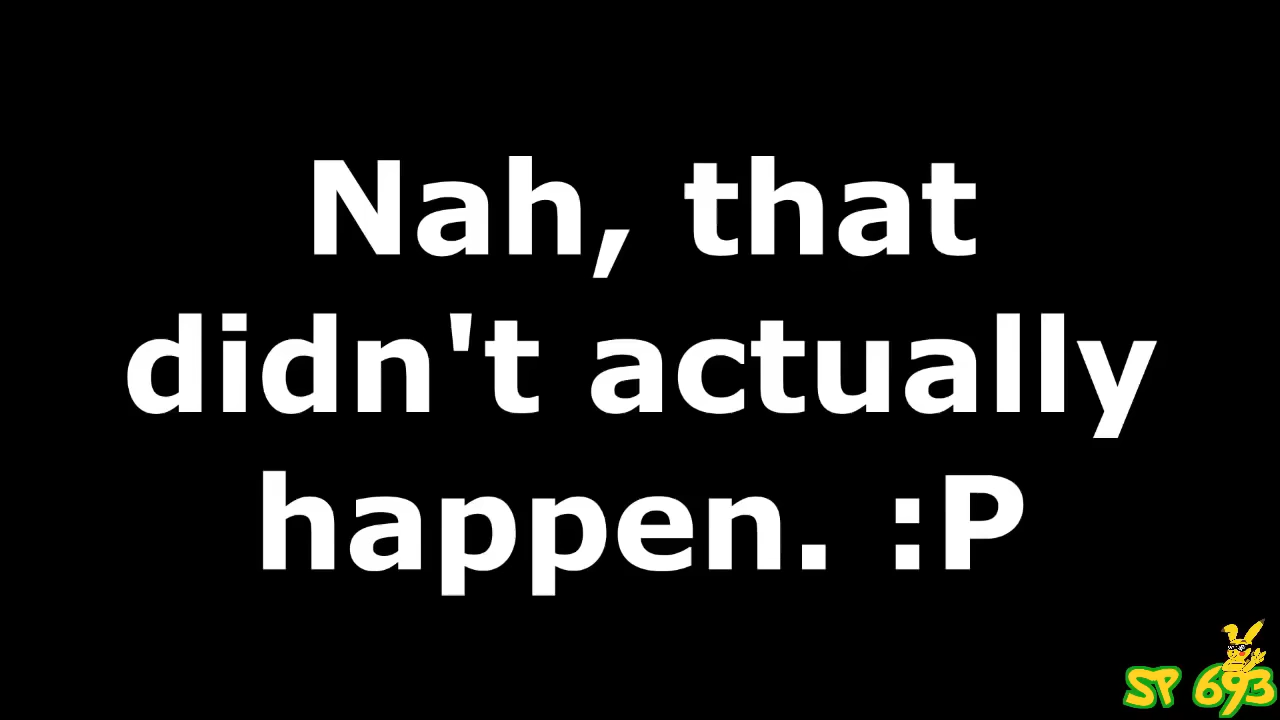 Nah, that
didn't actually
happen. :P
SP 693